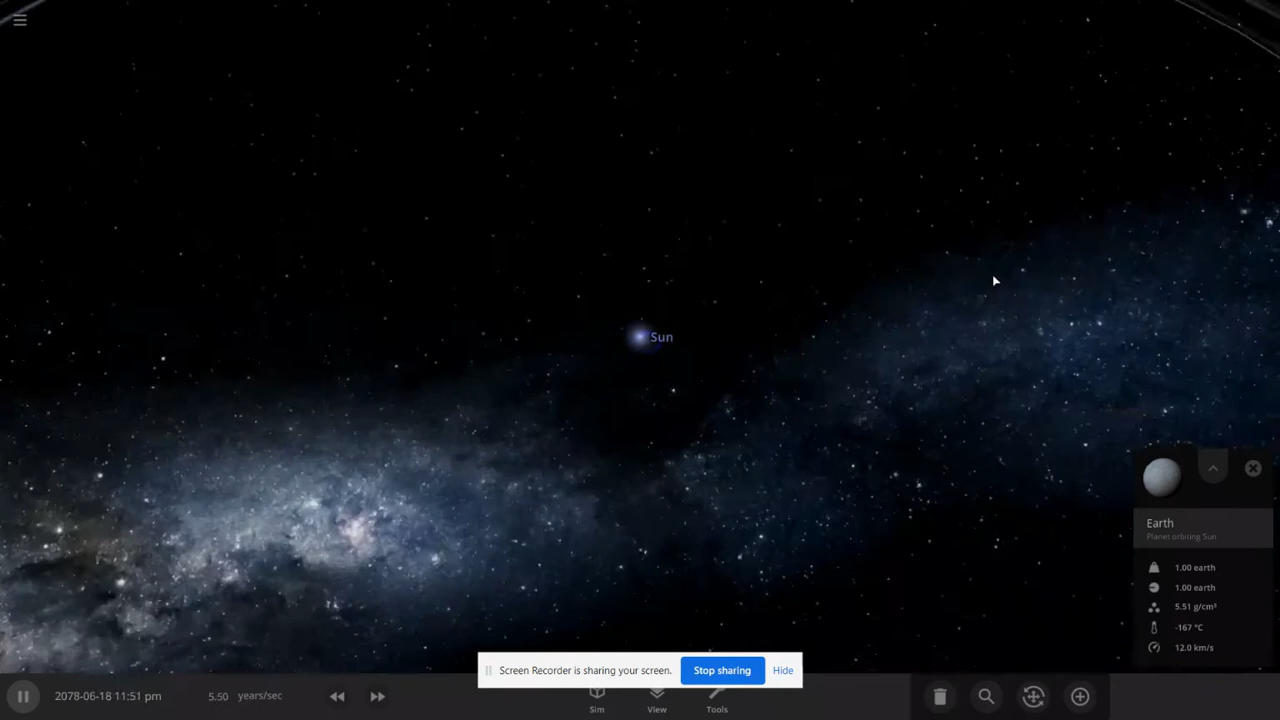 Sun
Earth
Planet orbiting Sun
1.00 earth
1.00 earth
5.51 g/cm³
-167 °C
12.0 km/s
Screen Recorder is sharing your screen. Stop sharing Hide
2078-06-18 11:51 pm 5.50 years/sec
Sim View Tools